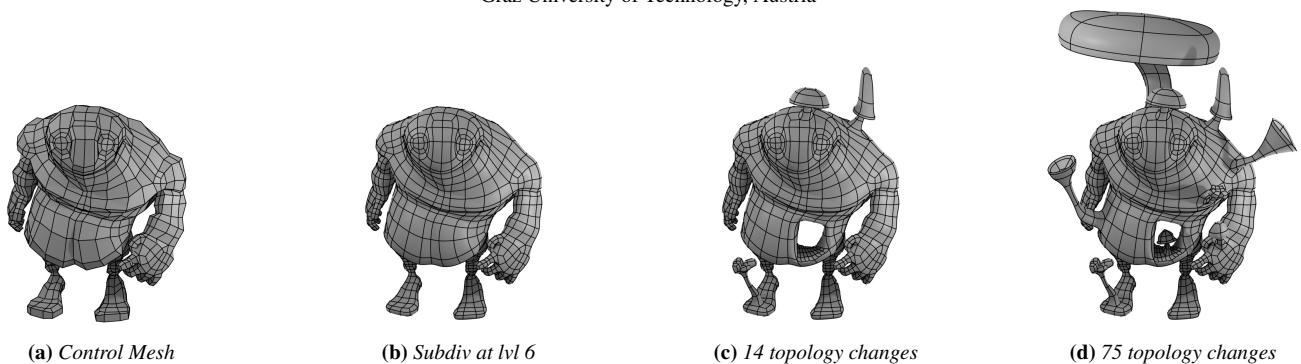 Graz University of Technology, Austria
(a) Control Mesh
(b) Subdiv at lvl 6
(c) 14 topology changes
(d) 75 topology changes